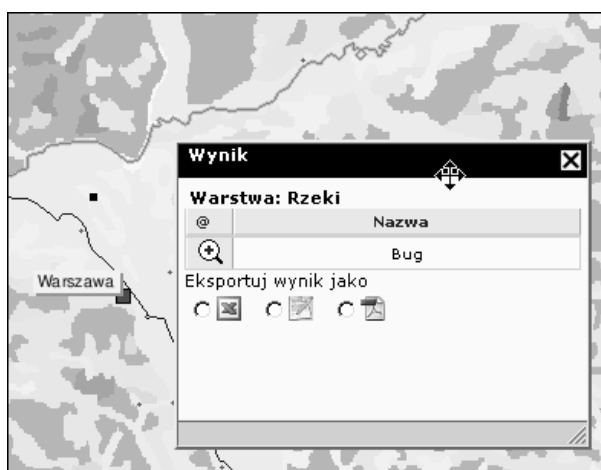 Wynik
Warstwa: Rzeki
@ Nazwa
Bug
Warszawa
Eksportuj wynik jako